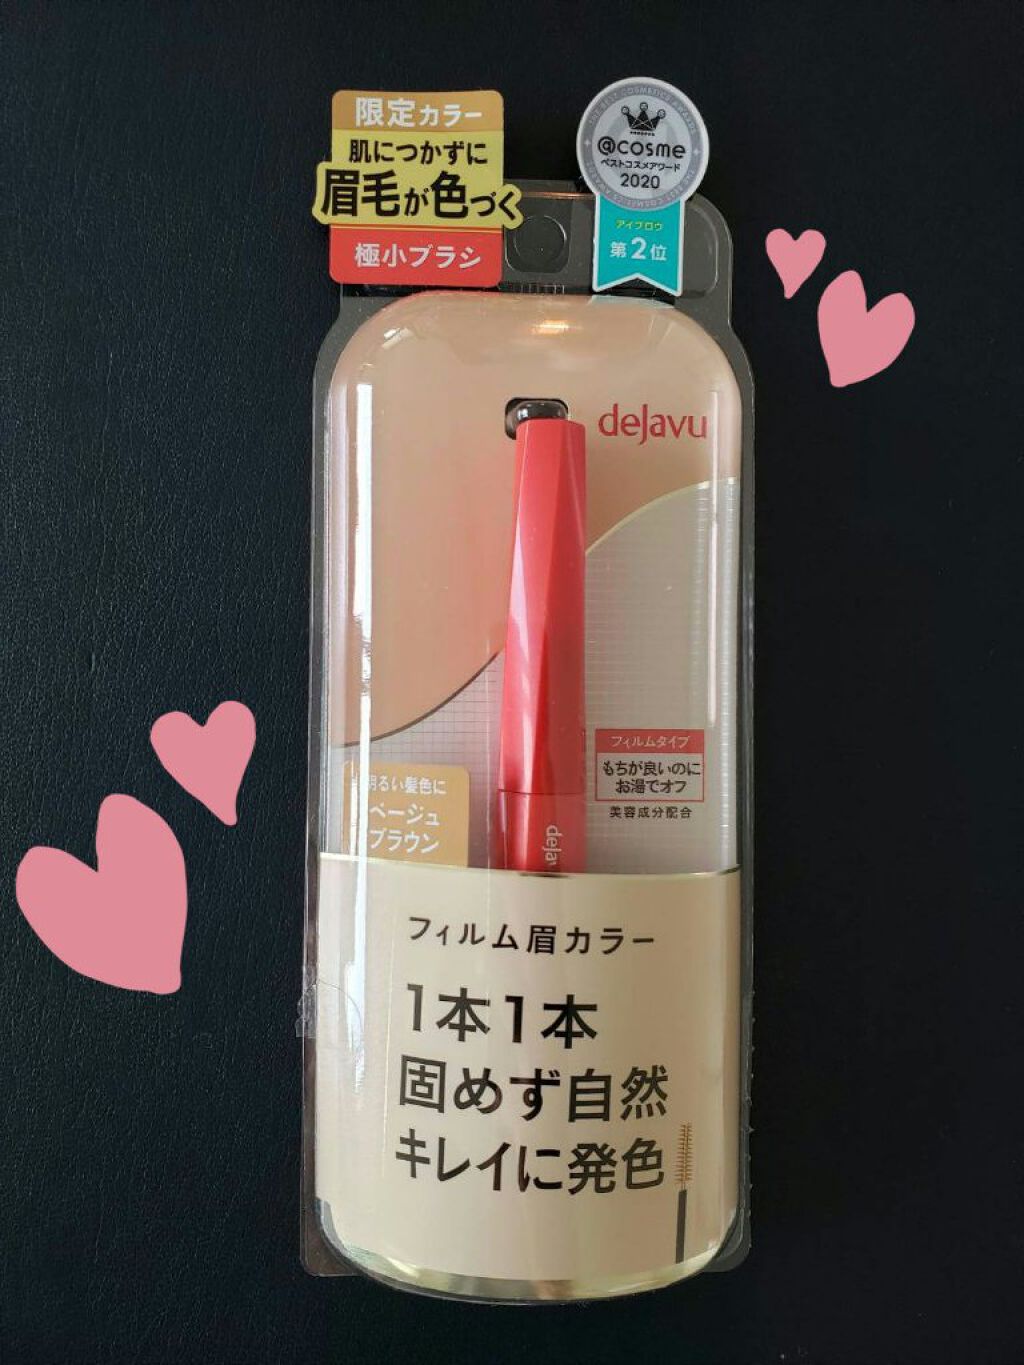 限定カラー
肌につかずに
眉毛が色づく
極小ブラシ
@cosme
ベストコスメアワード
2020
アイブロウ
第2位
dejavu
フィルムタイプ
もちが良いのに
お湯でオフ
美容成分配合
明るい髪色に
ベージュ
ブラウン
フィルム眉カラー
1本1本
固めず自然
キレイに発色